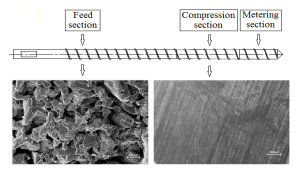 Feed
section
Compression
section
Metering
section